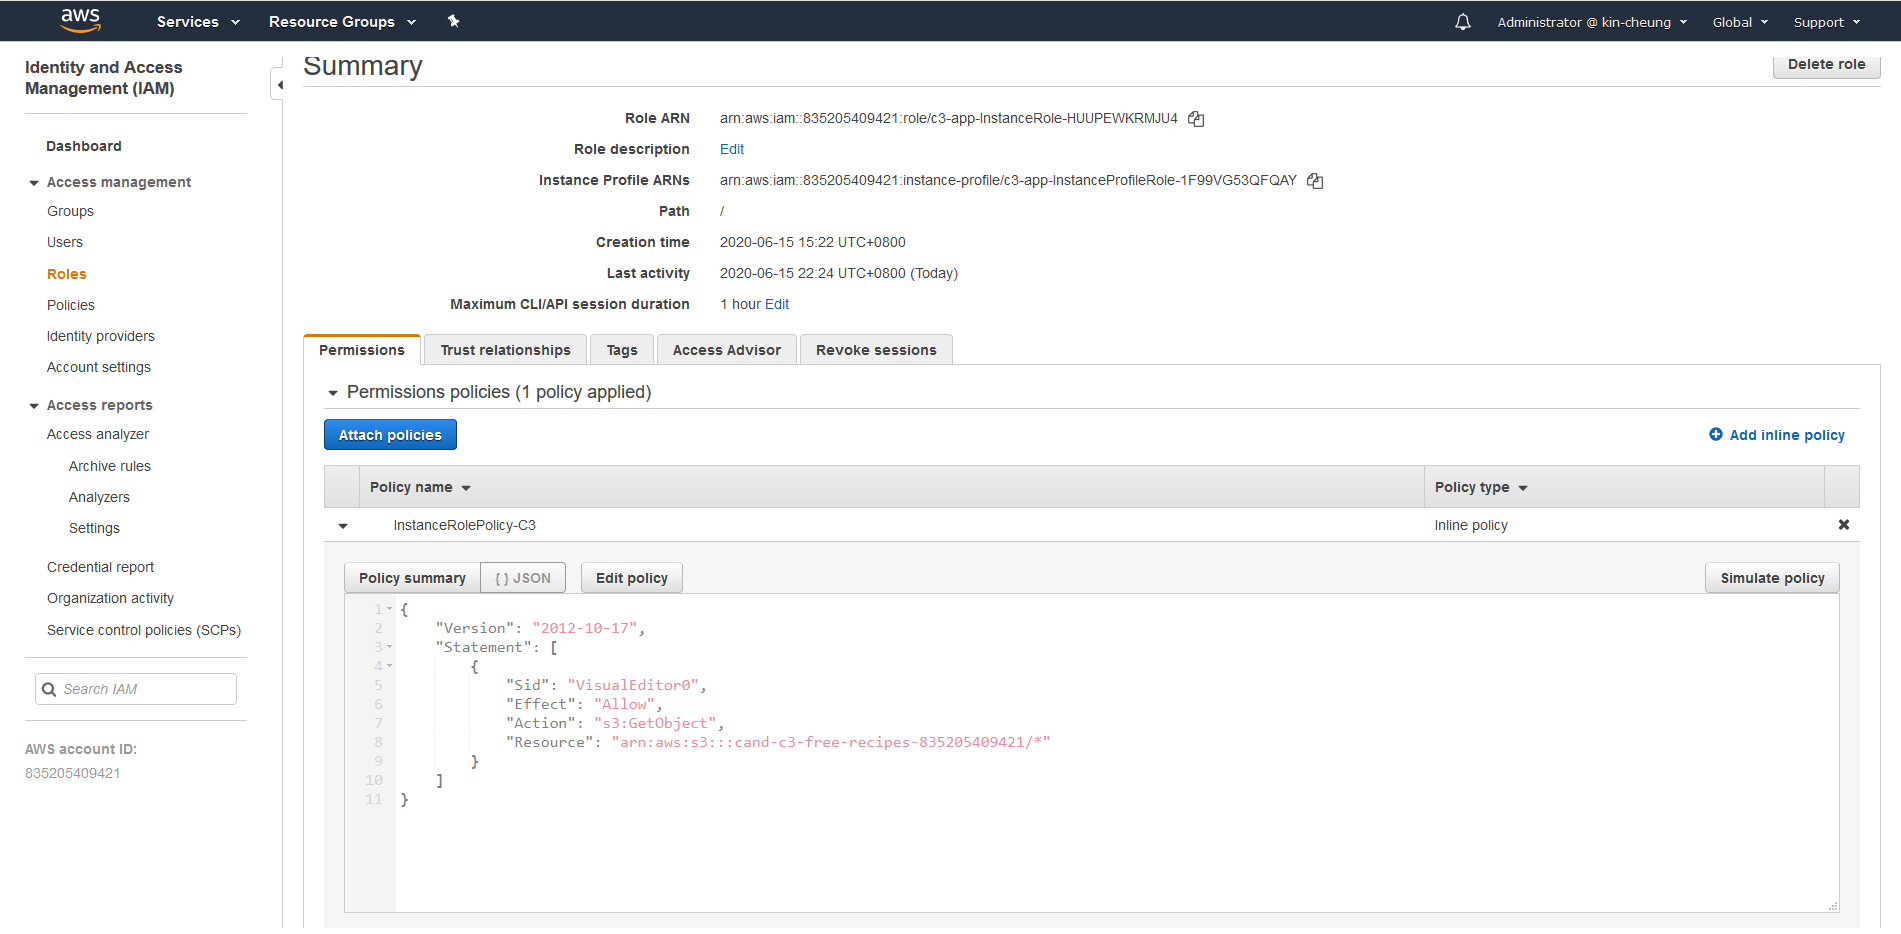 aws Services Resource Groups Administrator @ kin-cheung Global Support
Identity and Access
Management (IAM)
Dashboard
Access management
Groups
Users
Roles
Policies
Identity providers
Account settings
Access reports
Access analyzer
Archive rules
Analyzers
Settings
Credential report
Organization activity
Service control policies (SCPs)
Search IAM
AWS account ID:
835205409421
Summary
Delete role
Role ARN arn:aws:iam::835205409421:role/c3-app-InstanceRole-HUUPEWKRMJU4
Role description Edit
Instance Profile ARNs arn:aws:iam::835205409421:instance-profile/c3-app-InstanceProfileRole-1F99VG53QFQAY
Path /
Creation time 2020-06-15 15:22 UTC+0800
Last activity 2020-06-15 22:24 UTC+0800 (Today)
Maximum CLI/API session duration 1 hour Edit
Permissions Trust relationships Tags Access Advisor Revoke sessions
Permissions policies (1 policy applied)
Attach policies Add inline policy
Policy name Policy type
InstanceRolePolicy-C3 Inline policy
Policy summary { } JSON Edit policy Simulate policy
1 {
2 "Version": "2012-10-17",
3 "Statement": [
4 {
5 "Sid": "VisualEditor0",
6 "Effect": "Allow",
7 "Action": "s3:GetObject",
8 "Resource": "arn:aws:s3:::cand-c3-free-recipes-835205409421/*"
9 }
10 ]
11 }